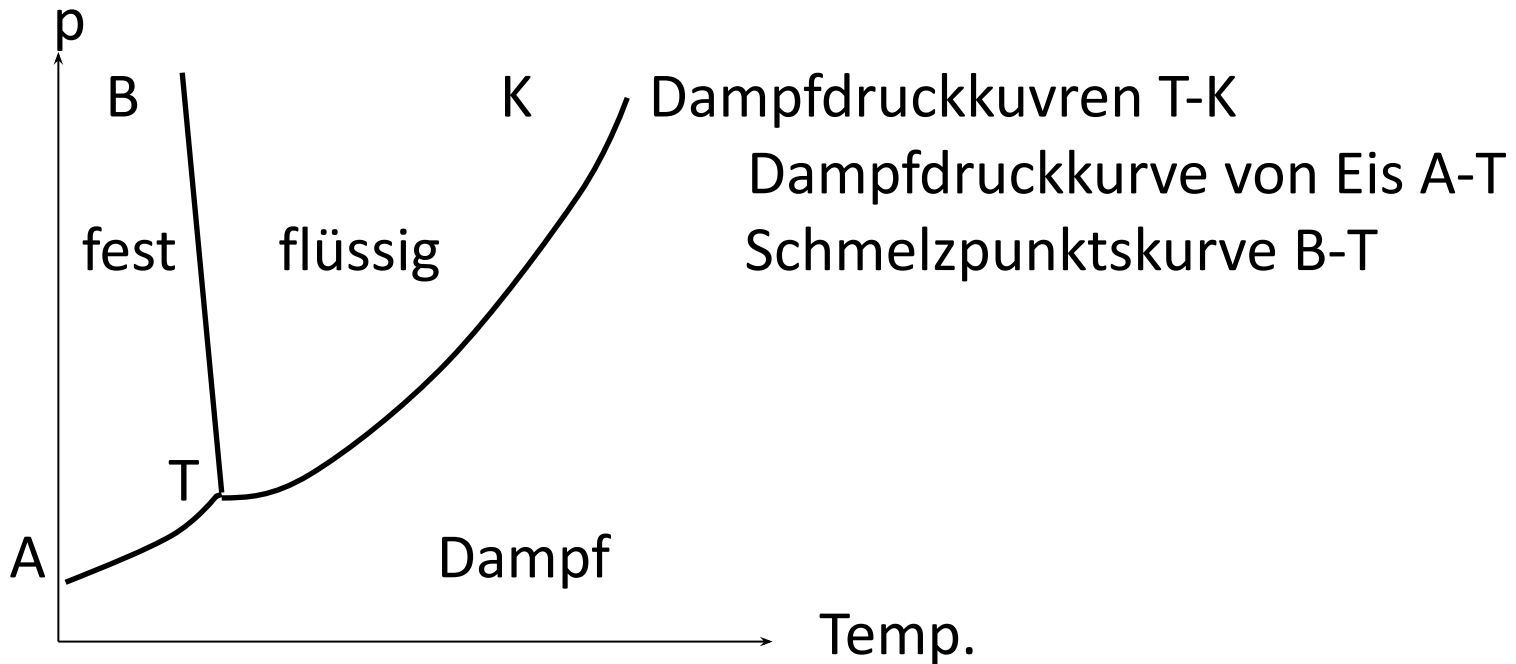 p
B
K
Dampfdruckkuvren T-K
Dampfdruckkurve von Eis A-T
fest
flüssig
Schmelzpunktskurve B-T
T
A
Dampf
Temp.